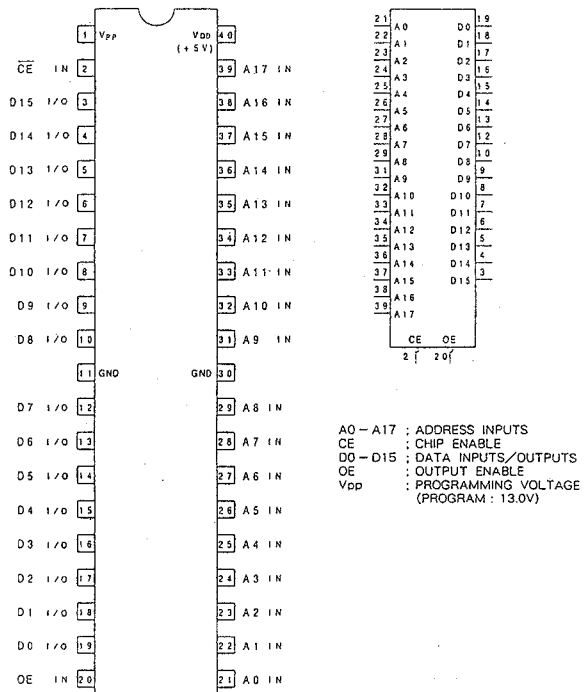 1 VPP VDD 40
(+5V)
CE IN 2 39 A17 IN
D15 I/O 3 38 A16 IN
D14 I/O 4 37 A15 IN
D13 I/O 5 36 A14 IN
D12 I/O 6 35 A13 IN
D11 I/O 7 34 A12 IN
D10 I/O 8 33 A11 IN
D9 I/O 9 32 A10 IN
D8 I/O 10 31 A9 IN
11 GND GND 30
D7 I/O 12 29 A8 IN
D6 I/O 13 28 A7 IN
D5 I/O 14 27 A6 IN
D4 I/O 15 26 A5 IN
D3 I/O 16 25 A4 IN
D2 I/O 17 24 A3 IN
D1 I/O 18 23 A2 IN
D0 I/O 19 22 A1 IN
OE IN 20 21 A0 IN
21 A0 D0 19
22 A1 D1 18
23 A2 D2 17
24 A3 D3 16
25 A4 D4 15
26 A5 D5 14
27 A6 D6 13
28 A7 D7 12
29 A8 D8 10
31 A9 D9 9
32 A10 D10 8
33 A11 D11 7
34 A12 D12 6
35 A13 D13 5
36 A14 D14 4
37 A15 D15 3
38 A16
39 A17
CE OE
2 20
A0-A17 : ADDRESS INPUTS
CE : CHIP ENABLE
D0-D15 : DATA INPUTS/OUTPUTS
OE : OUTPUT ENABLE
Vpp : PROGRAMMING VOLTAGE
(PROGRAM : 13.0V)